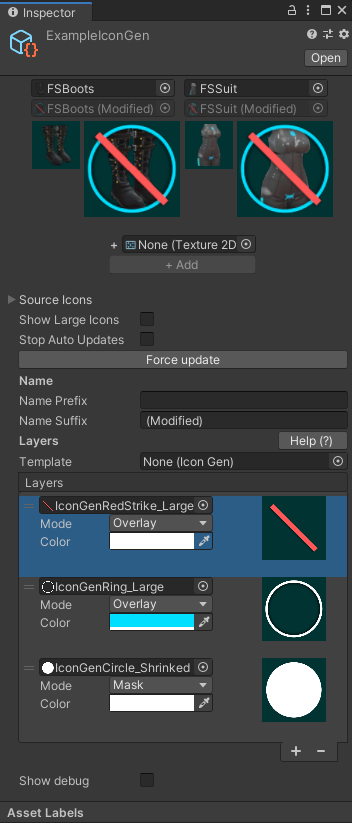 Inspector
ExampleIconGen
Open
FSBoots
FSSuit
FSBoots (Modified)
FSSuit (Modified)
+ None (Texture 2D
+ Add
Source Icons
Show Large Icons
Stop Auto Updates
Force update
Name
Name Prefix
Name Suffix (Modified)
Layers Help (?)
Template None (Icon Gen)
Layers
IconGenRedStrike_Large
Mode Overlay
Color
IconGenRing_Large
Mode Overlay
Color
IconGenCircle_Shrinked
Mode Mask
Color
+ −
Show debug
Asset Labels